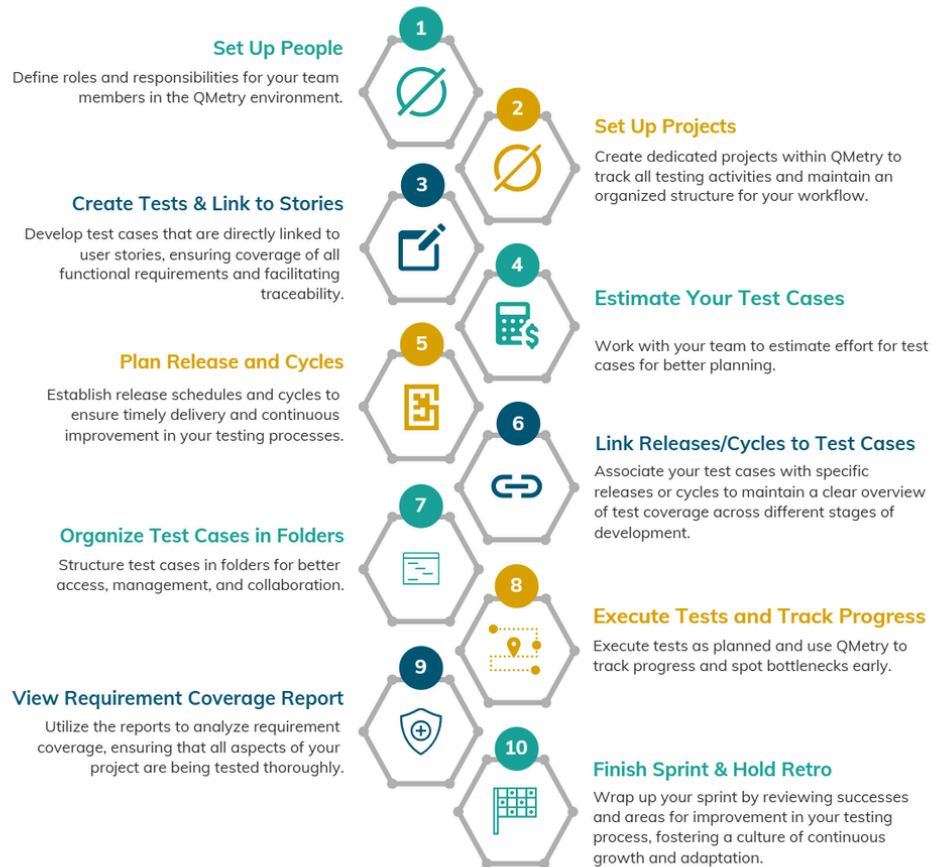 1
Set Up People
Define roles and responsibilities for your team
members in the QMetry environment.
2
Set Up Projects
Create dedicated projects within QMetry to
track all testing activities and maintain an
organized structure for your workflow.
3
Create Tests & Link to Stories
Develop test cases that are directly linked to
user stories, ensuring coverage of all
functional requirements and facilitating
traceability.
4
Estimate Your Test Cases
Work with your team to estimate effort for test
cases for better planning.
5
Plan Release and Cycles
Establish release schedules and cycles to
ensure timely delivery and continuous
improvement in your testing processes.
6
Link Releases/Cycles to Test Cases
Associate your test cases with specific
releases or cycles to maintain a clear overview
of test coverage across different stages of
development.
7
Organize Test Cases in Folders
Structure test cases in folders for better
access, management, and collaboration.
8
Execute Tests and Track Progress
Execute tests as planned and use QMetry to
track progress and spot bottlenecks early.
9
View Requirement Coverage Report
Utilize the reports to analyze requirement
coverage, ensuring that all aspects of your
project are being tested thoroughly.
10
Finish Sprint & Hold Retro
Wrap up your sprint by reviewing successes
and areas for improvement in your testing
process, fostering a culture of continuous
growth and adaptation.